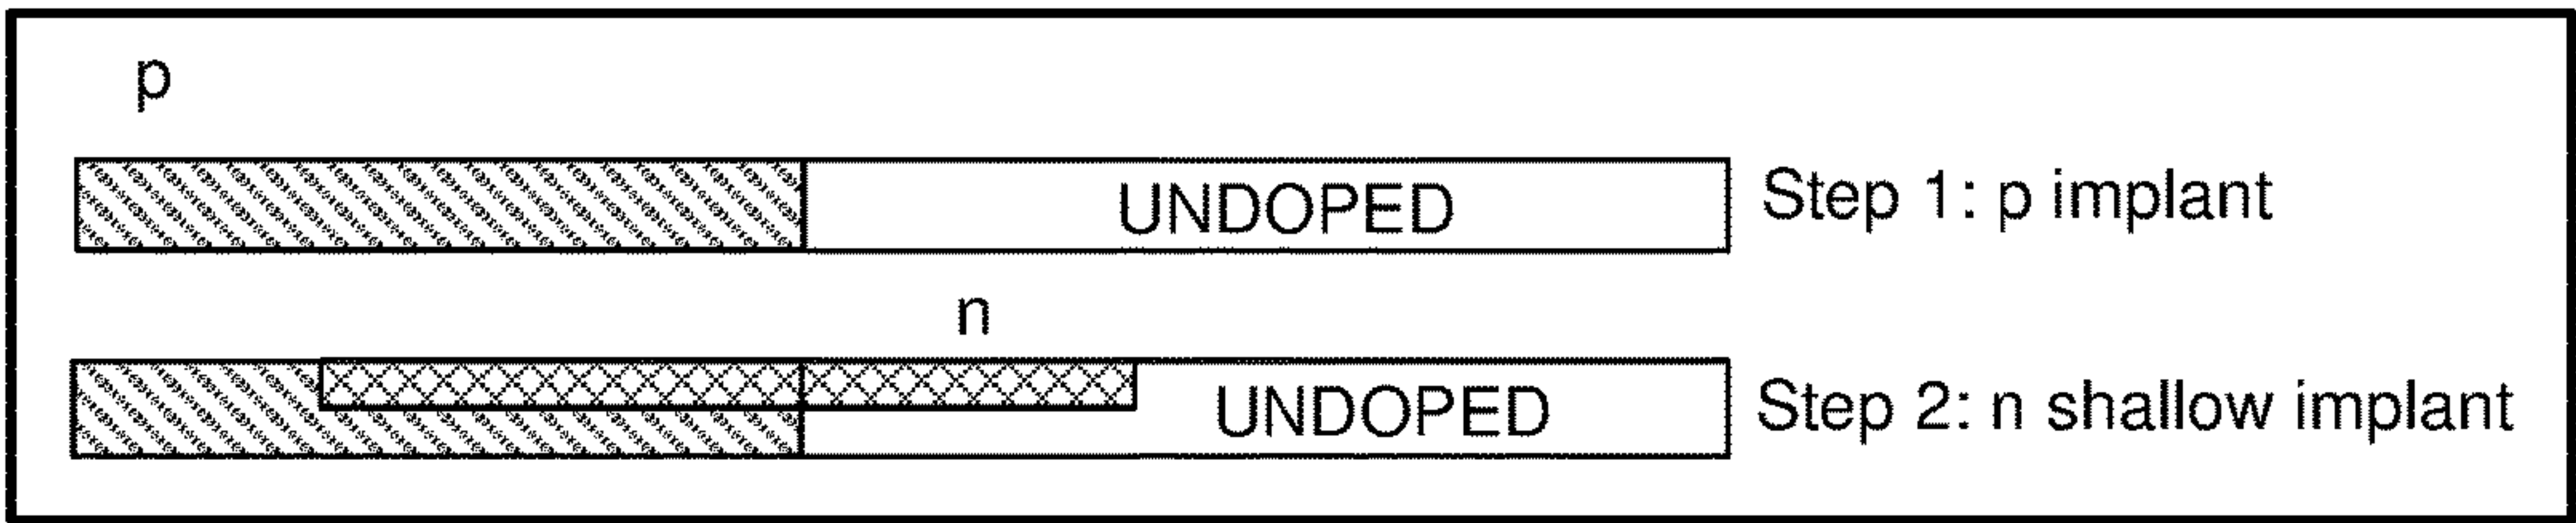 p
UNDOPED Step 1: p implant
n
UNDOPED Step 2: n shallow implant